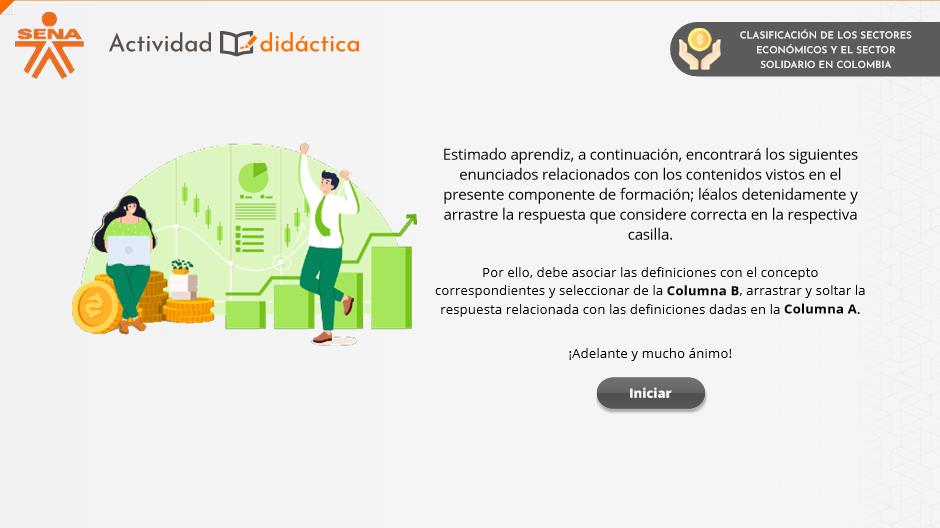 SENA
Actividad didáctica
CLASIFICACIÓN DE LOS SECTORES
ECONÓMICOS Y EL SECTOR
SOLIDARIO EN COLOMBIA
Estimado aprendiz, a continuación, encontrará los siguientes
enunciados relacionados con los contenidos vistos en el
presente componente de formación; léalos detenidamente y
arrastre la respuesta que considere correcta en la respectiva
casilla.
Por ello, debe asociar las definiciones con el concepto
correspondientes y seleccionar de la Columna B, arrastrar y soltar la
respuesta relacionada con las definiciones dadas en la Columna A.
¡Adelante y mucho ánimo!
Iniciar